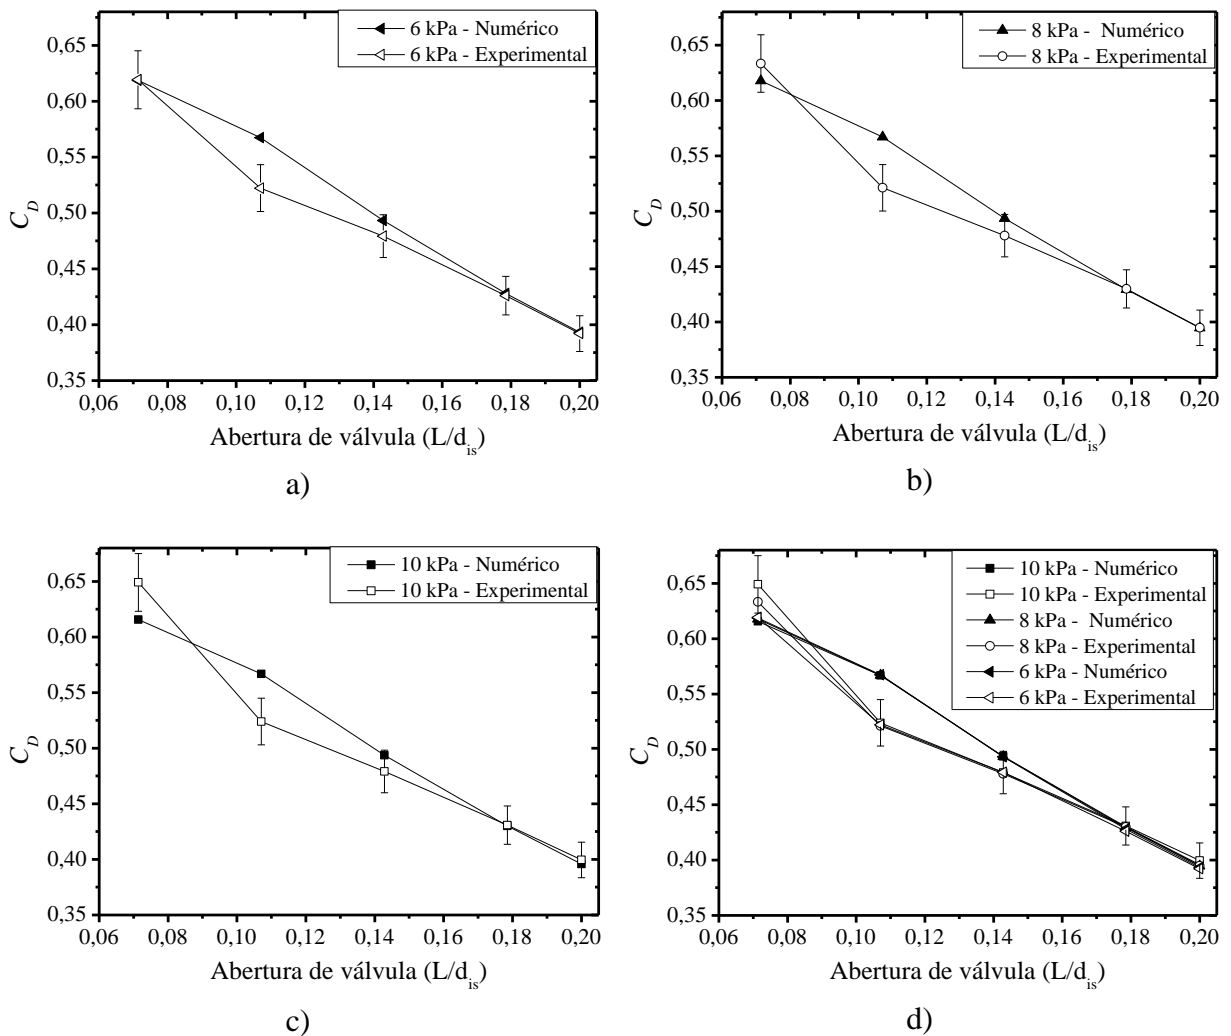 6 kPa - Numérico
6 kPa - Experimental
0,65
0,60
0,55
0,50
0,45
0,40
0,35
C_D
0,06 0,08 0,10 0,12 0,14 0,16 0,18 0,20
Abertura de válvula (L/d_is)
a)
8 kPa - Numérico
8 kPa - Experimental
0,65
0,60
0,55
0,50
0,45
0,40
0,35
C_D
0,06 0,08 0,10 0,12 0,14 0,16 0,18 0,20
Abertura de válvula (L/d_is)
b)
10 kPa - Numérico
10 kPa - Experimental
0,65
0,60
0,55
0,50
0,45
0,40
0,35
C_D
0,06 0,08 0,10 0,12 0,14 0,16 0,18 0,20
Abertura de válvula (L/d_is)
c)
10 kPa - Numérico
10 kPa - Experimental
8 kPa - Numérico
8 kPa - Experimental
6 kPa - Numérico
6 kPa - Experimental
0,65
0,60
0,55
0,50
0,45
0,40
0,35
C_D
0,06 0,08 0,10 0,12 0,14 0,16 0,18 0,20
Abertura de válvula (L/d_is)
d)